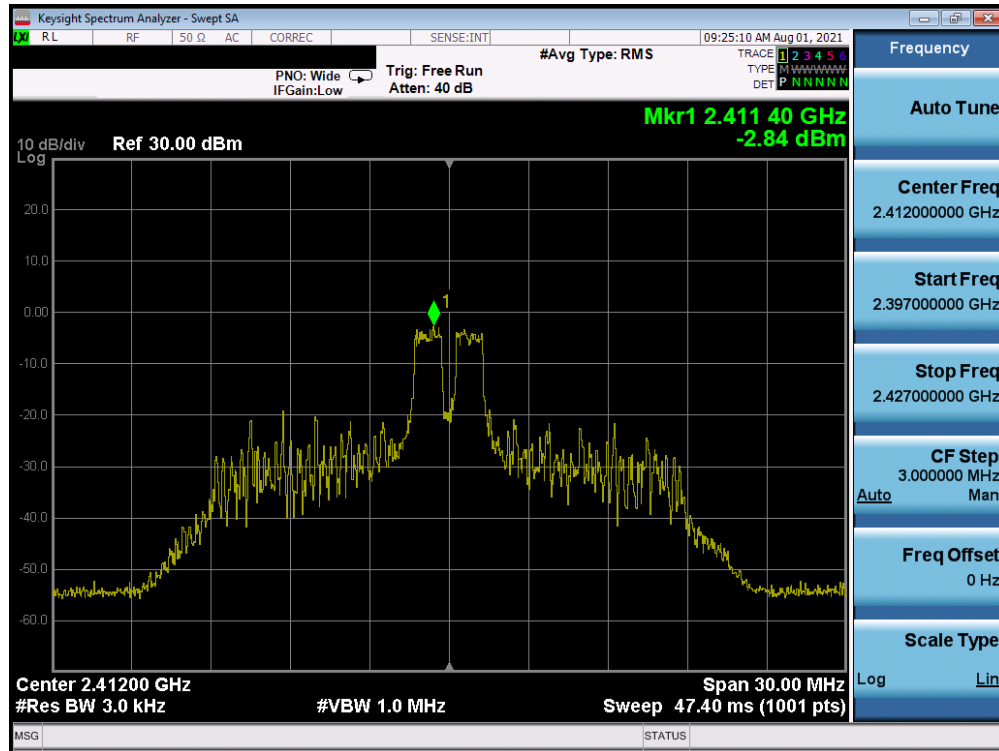 Keysight Spectrum Analyzer - Swept SA
LXI RL RF 50 Ω AC CORREC SENSE:INT 09:25:10 AM Aug 01, 2021
PNO: Wide
IFGain:Low
Trig: Free Run
Atten: 40 dB
#Avg Type: RMS
TRACE 1 2 3 4 5 6
TYPE M WWWWW
DET P N N N N N
Mkr1 2.411 40 GHz
-2.84 dBm
10 dB/div Ref 30.00 dBm
Log
20.0
10.0
0.00
-10.0
-20.0
-30.0
-40.0
-50.0
-60.0
1
Center 2.41200 GHz Span 30.00 MHz
#Res BW 3.0 kHz #VBW 1.0 MHz Sweep 47.40 ms (1001 pts)
MSG STATUS
Frequency
Auto Tune
Center Freq
2.412000000 GHz
Start Freq
2.397000000 GHz
Stop Freq
2.427000000 GHz
CF Step
3.000000 MHz
Auto Man
Freq Offset
0 Hz
Scale Type
Log Lin